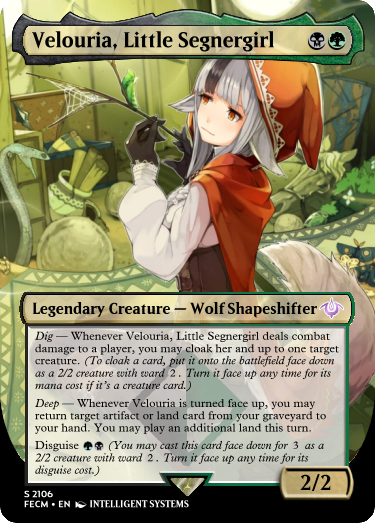 Velouria, Little Segnergirl
Legendary Creature — Wolf Shapeshifter
Dig — Whenever Velouria, Little Segnergirl deals combat
damage to a player, you may cloak her and up to one target
creature. (To cloak a card, put it onto the battlefield face down
as a 2/2 creature with ward 2. Turn it face up any time for its
mana cost if it's a creature card.)
Deep — Whenever Velouria is turned face up, you may
return target artifact or land card from your graveyard to
your hand. You may play an additional land this turn.
Disguise (You may cast this card face down for 3 as a
2/2 creature with ward 2. Turn it face up any time for its
disguise cost.)
2/2
S 2106
FECM • EN INTELLIGENT SYSTEMS